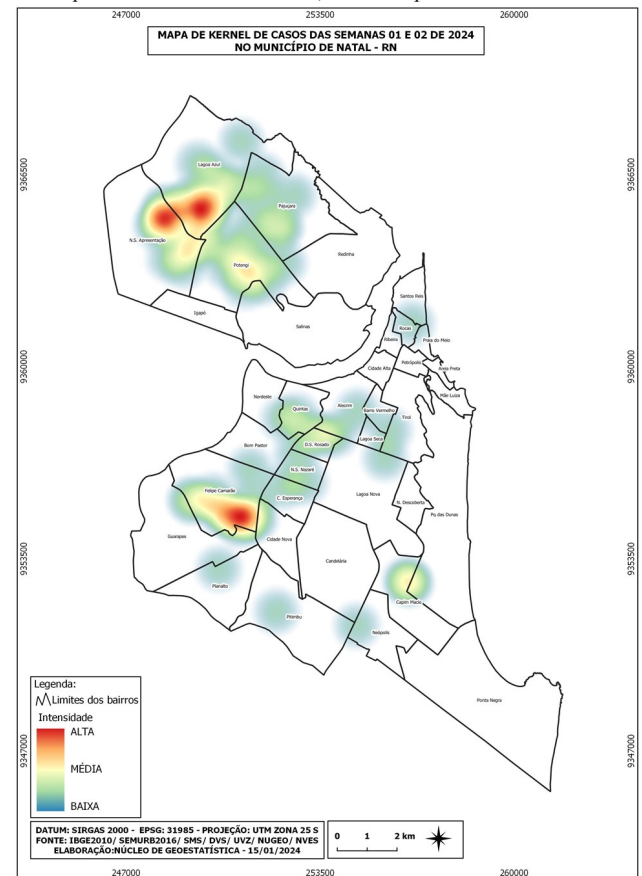 247000 253500 260000
MAPA DE KERNEL DE CASOS DAS SEMANAS 01 E 02 DE 2024
NO MUNICÍPIO DE NATAL - RN
9366500 9366500
Lagoa Azul
Pajuçara
N.S. Apresentação
Redinha
Potengi
Santos Reis
Igapó
Salinas
Rocas
Ribeira Praia do Meio
9360000 9360000
Petrópolis
Cidade Alta Areia Preta
Mãe Luiza
Nordeste
Quintas Alecrim
Barro Vermelho
Tirol
Lagoa Seca
Bom Pastor D.S. Rosado
N.S. Nazaré
Felipe Camarão Lagoa Nova
C. Esperança N. Descoberta
Pq das Dunas
Guarapes Cidade Nova
9353500 9353500
Candelária
Planalto
Capim Macio
Pitimbu
Neópolis
Ponta Negra
Legenda:
Limites dos bairros
Intensidade
ALTA
MÉDIA
BAIXA
9347000 9347000
DATUM: SIRGAS 2000 - EPSG: 31985 - PROJEÇÃO: UTM ZONA 25 S
FONTE: IBGE2010/ SEMURB2016/ SMS/ DVS/ UVZ/ NUGEO/ NVES
ELABORAÇÃO:NÚCLEO DE GEOESTATÍSTICA - 15/01/2024
0 1 2 km
247000 253500 260000